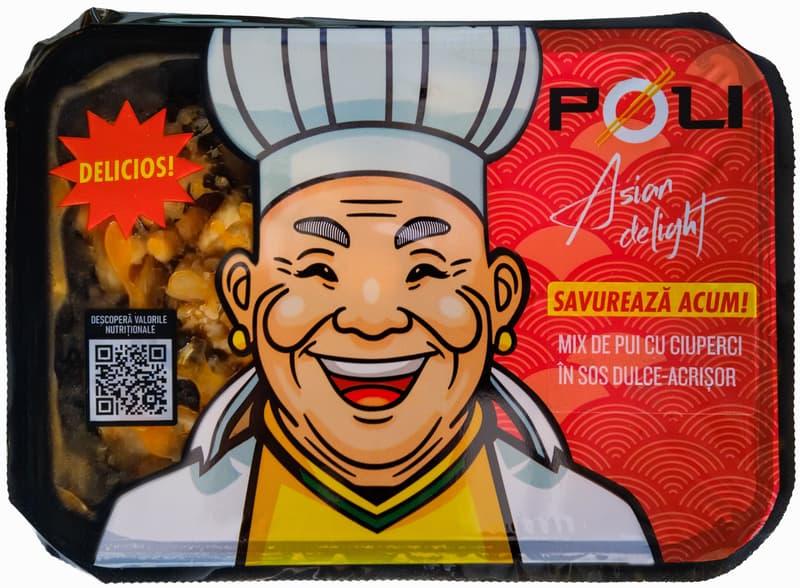 POLI
Asian
delight
DELICIOS!
SAVUREAZĂ ACUM!
MIX DE PUI CU CIUPERCI
ÎN SOS DULCE-ACRIȘOR
DESCOPERĂ VALORILE
NUTRIȚIONALE